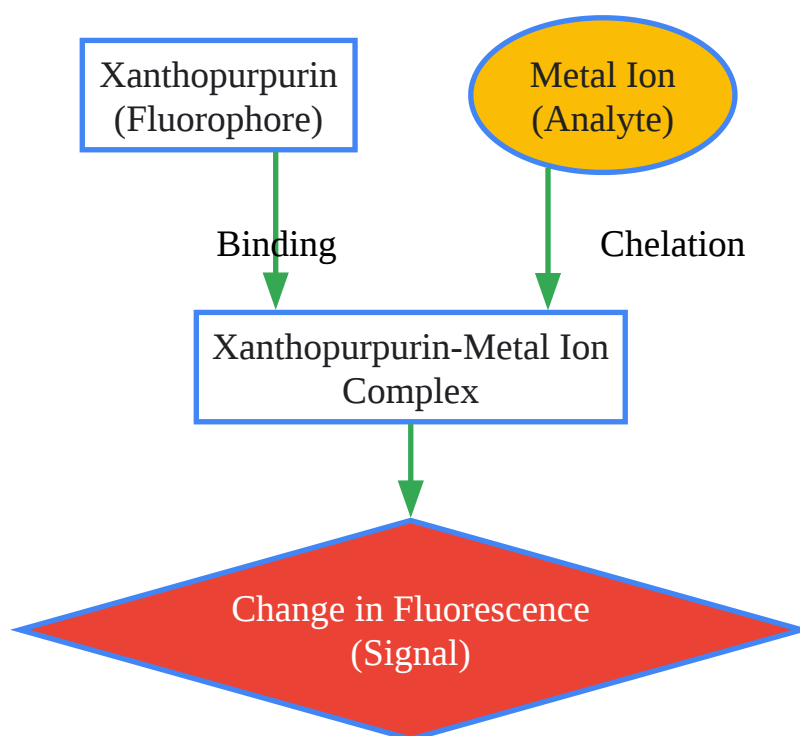 Xanthopurpurin
(Fluorophore)
Metal Ion
(Analyte)
Binding
Chelation
Xanthopurpurin-Metal Ion
Complex
Change in Fluorescence
(Signal)